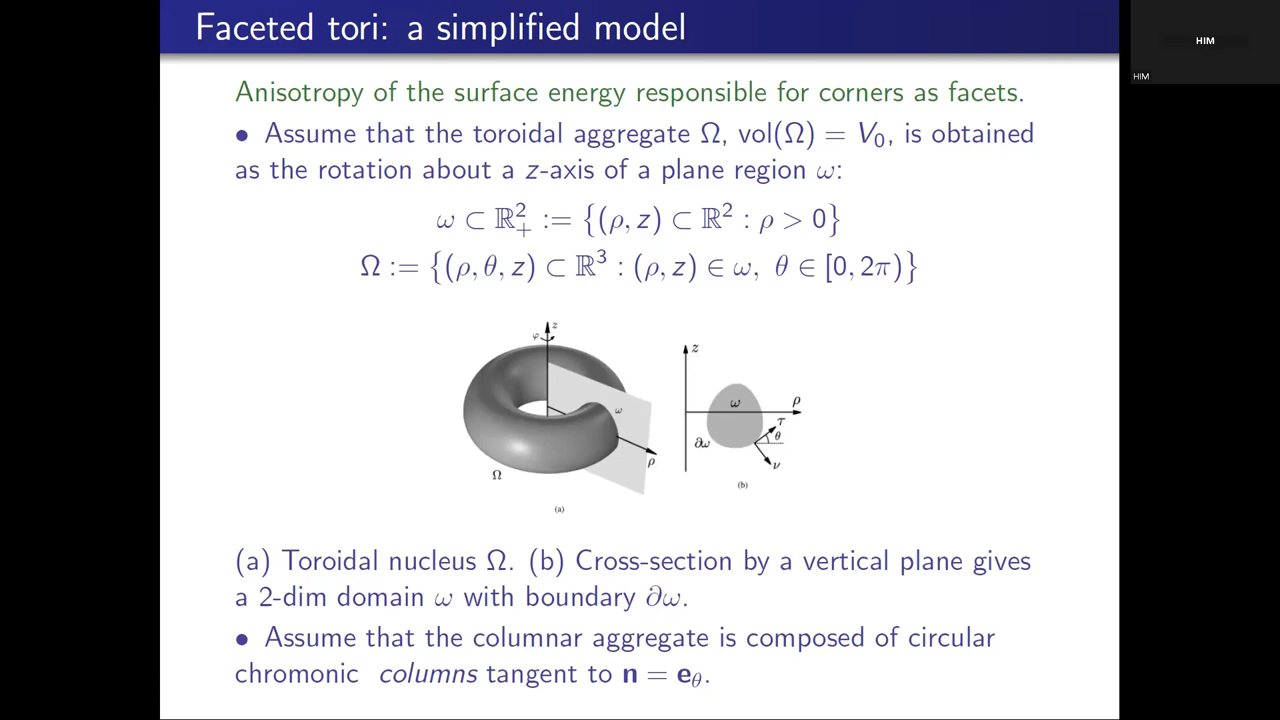 Faceted tori: a simplified model
HIM
HIM
Anisotropy of the surface energy responsible for corners as facets.
• Assume that the toroidal aggregate Ω, vol(Ω) = V₀, is obtained
as the rotation about a z-axis of a plane region ω:
ω ⊂ ℝ²₊ := {(ρ, z) ⊂ ℝ² : ρ > 0}
Ω := {(ρ, θ, z) ⊂ ℝ³ : (ρ, z) ∈ ω, θ ∈ [0, 2π)}
φ z
ω
ρ
Ω
(a)
z
ω
ρ
τ
θ
∂ω
ν
(b)
(a) Toroidal nucleus Ω. (b) Cross-section by a vertical plane gives
a 2-dim domain ω with boundary ∂ω.
• Assume that the columnar aggregate is composed of circular
chromonic columns tangent to n = e_θ.